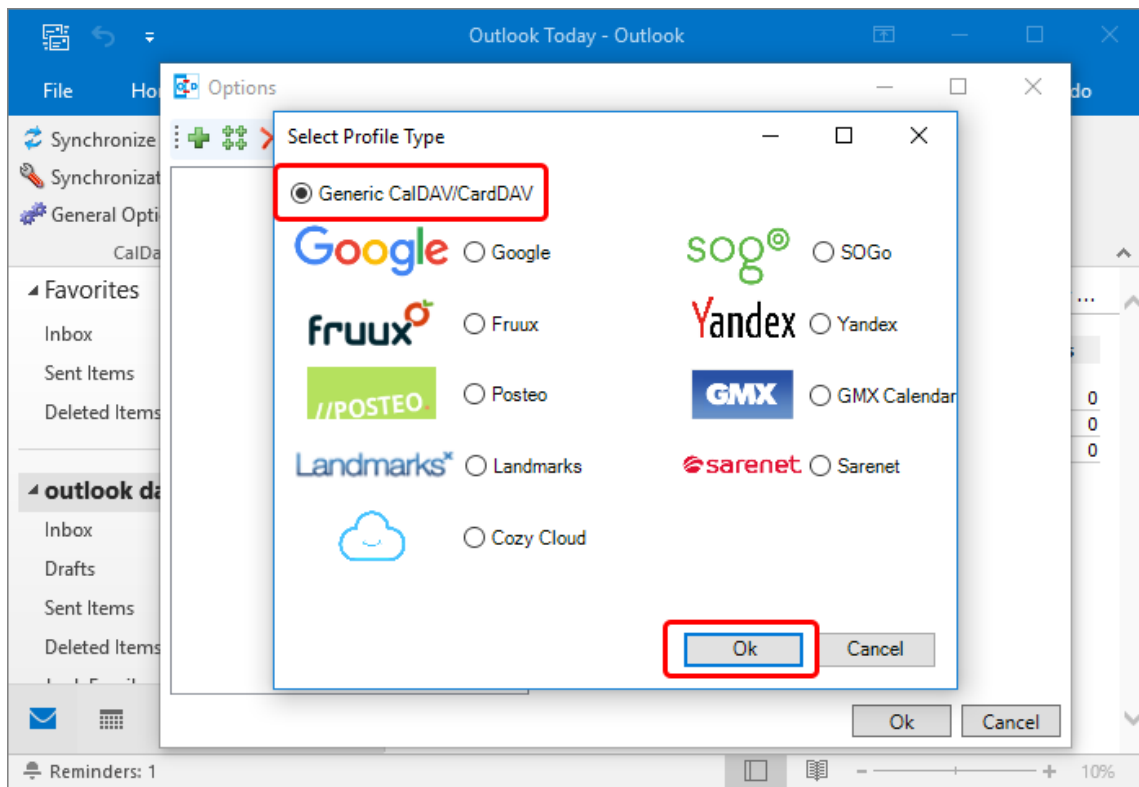 Outlook Today - Outlook
File
Ho
do
Options
Synchronize
Synchronizat
General Opti
CalDa
Select Profile Type
Generic CalDAV/CardDAV
Google Google
sogo SOGo
fruux Fruux
Yandex Yandex
//POSTEO. Posteo
GMX GMX Calendar
Landmarks Landmarks
sarenet Sarenet
Cozy Cloud
Ok Cancel
Favorites
Inbox
Sent Items
Deleted Items
outlook da
Inbox
Drafts
Sent Items
Deleted Items
...
0
0
0
Ok Cancel
Reminders: 1
10%